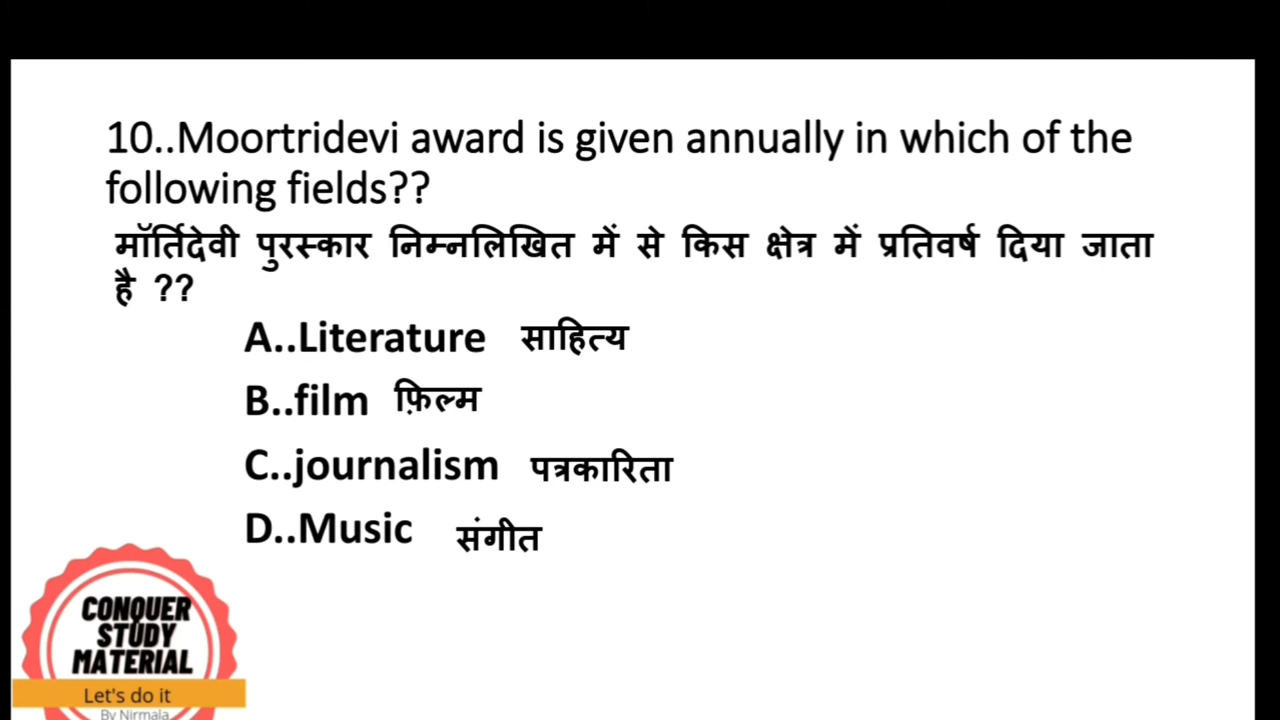 10..Moortridevi award is given annually in which of the
following fields??
मॉर्तिदेवी पुरस्कार निम्नलिखित में से किस क्षेत्र में प्रतिवर्ष दिया जाता
है ??
A..Literature साहित्य
B..film फ़िल्म
C..journalism पत्रकारिता
D..Music संगीत
CONQUER
STUDY
MATERIAL
Let's do it
By Nirmala